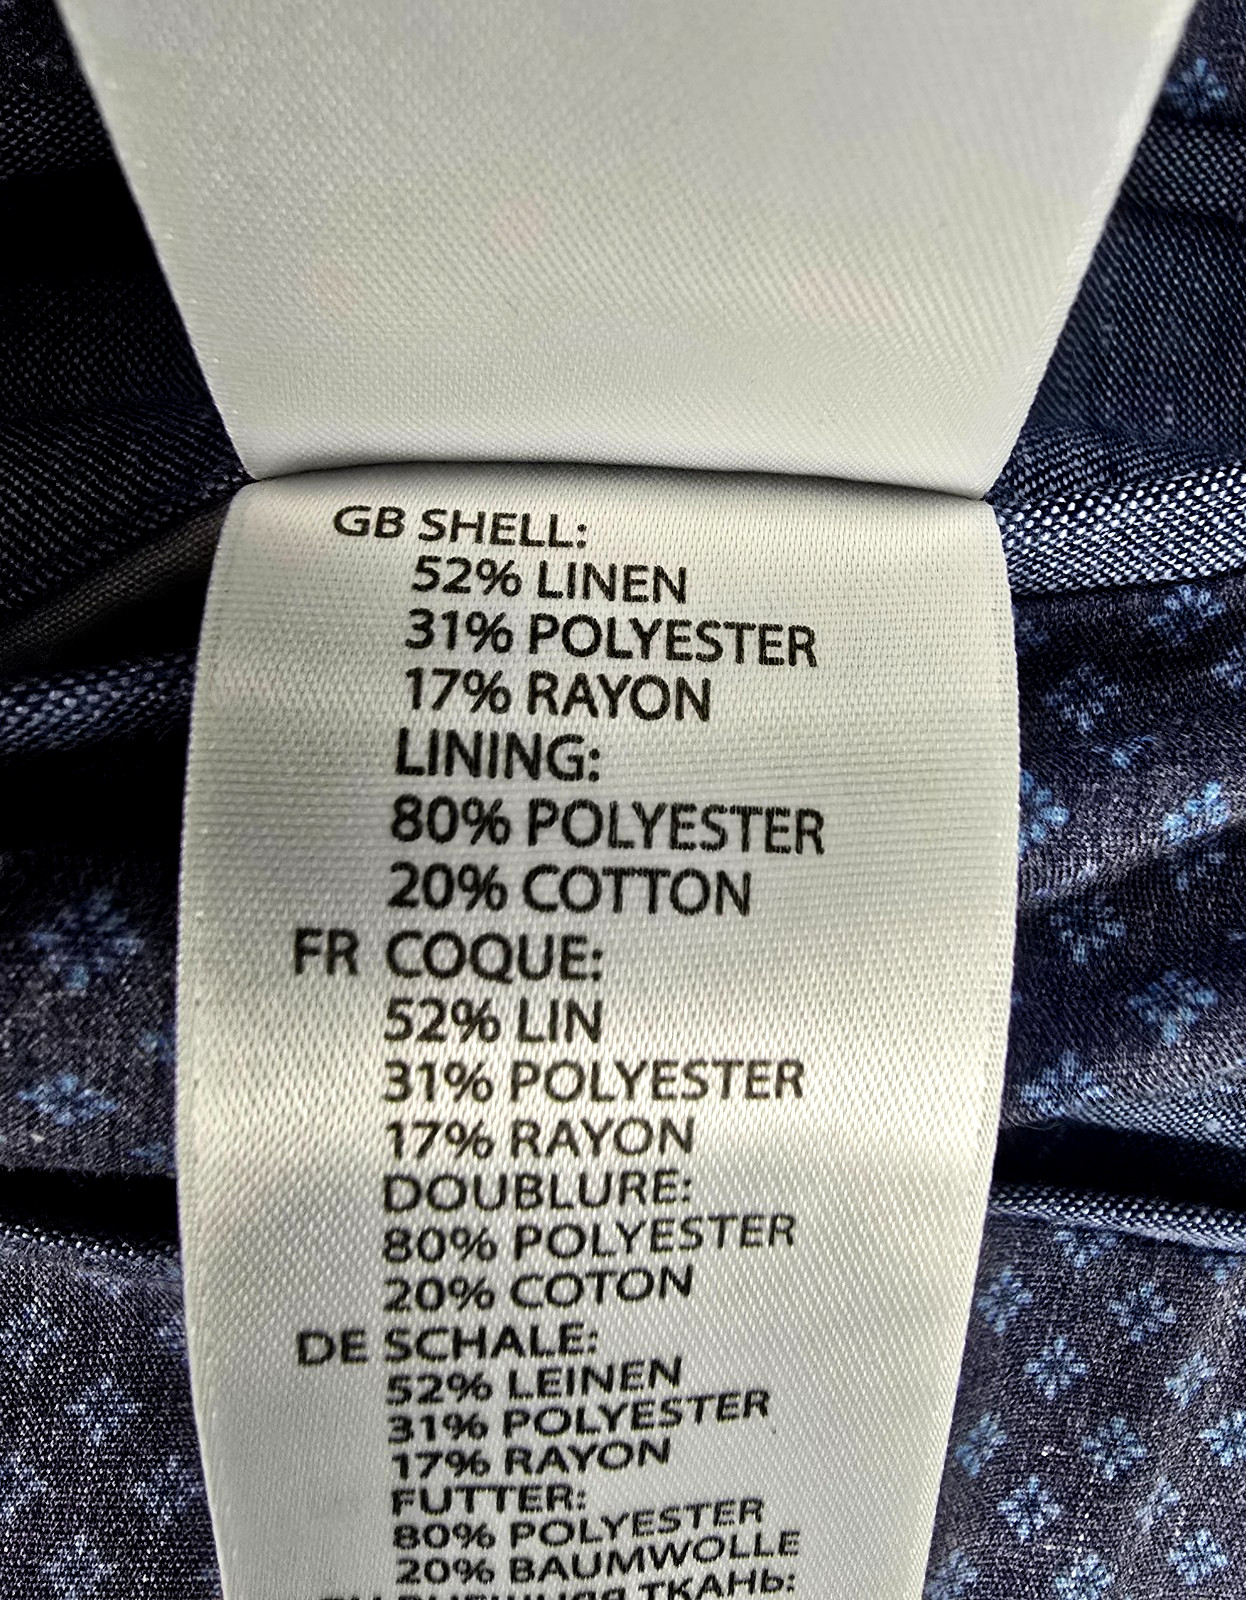 GB SHELL:
52% LINEN
31% POLYESTER
17% RAYON
LINING:
80% POLYESTER
20% COTTON
FR COQUE:
52% LIN
31% POLYESTER
17% RAYON
DOUBLURE:
80% POLYESTER
20% COTON
DE SCHALE:
52% LEINEN
31% POLYESTER
17% RAYON
FUTTER:
80% POLYESTER
20% BAUMWOLLE
ТКАНЬ: